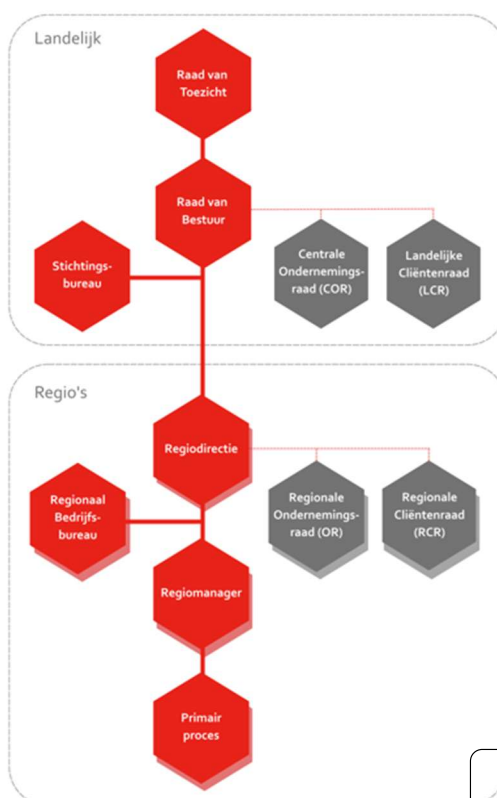 Landelijk
Raad van
Toezicht
Raad van
Bestuur
Stichtings-
bureau
Centrale
Ondernemings-
raad (COR)
Landelijke
Cliëntenraad
(LCR)
Regio's
Regiodirectie
Regionaal
Bedrijfs-
bureau
Regionale
Ondernemings-
raad (OR)
Regionale
Cliëntenraad
(RCR)
Regiomanager
Primair
proces